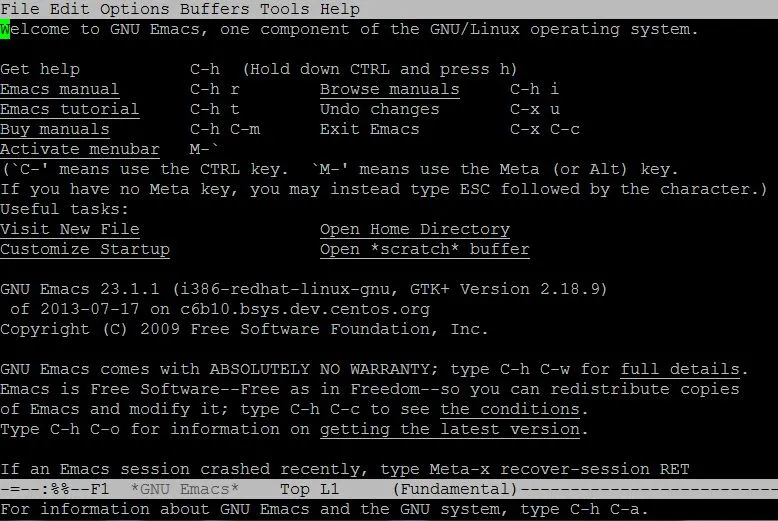 File Edit Options Buffers Tools Help
Welcome to GNU Emacs, one component of the GNU/Linux operating system.
Get help C-h (Hold down CTRL and press h)
Emacs manual C-h r Browse manuals C-h i
Emacs tutorial C-h t Undo changes C-x u
Buy manuals C-h C-m Exit Emacs C-x C-c
Activate menubar M-`
(`C-' means use the CTRL key. `M-' means use the Meta (or Alt) key.
If you have no Meta key, you may instead type ESC followed by the character.)
Useful tasks:
Visit New File Open Home Directory
Customize Startup Open *scratch* buffer
GNU Emacs 23.1.1 (i386-redhat-linux-gnu, GTK+ Version 2.18.9)
of 2013-07-17 on c6b10.bsys.dev.centos.org
Copyright (C) 2009 Free Software Foundation, Inc.
GNU Emacs comes with ABSOLUTELY NO WARRANTY; type C-h C-w for full details.
Emacs is Free Software--Free as in Freedom--so you can redistribute copies
of Emacs and modify it; type C-h C-c to see the conditions.
Type C-h C-o for information on getting the latest version.
If an Emacs session crashed recently, type Meta-x recover-session RET
-=--:%%--F1 *GNU Emacs* Top L1 (Fundamental)--------------------------
For information about GNU Emacs and the GNU system, type C-h C-a.